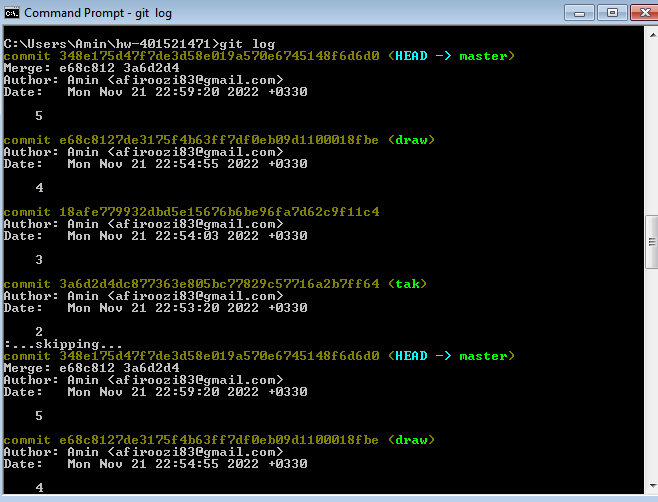 Command Prompt - git  log
C:\Users\Amin\hw-401521471>git log
commit 348e175d47f7de3d58e019a570e6745148f6d6d0 (HEAD -> master)
Merge: e68c812 3a6d2d4
Author: Amin <afiroozi83@gmail.com>
Date:   Mon Nov 21 22:59:20 2022 +0330
5
commit e68c8127de3175f4b63ff7df0eb09d1100018fbe (draw)
Author: Amin <afiroozi83@gmail.com>
Date:   Mon Nov 21 22:54:55 2022 +0330
4
commit 18afe779932dbd5e15676b6be96fa7d62c9f11c4
Author: Amin <afiroozi83@gmail.com>
Date:   Mon Nov 21 22:54:03 2022 +0330
3
commit 3a6d2d4dc877363e805bc77829c57716a2b7ff64 (tak)
Author: Amin <afiroozi83@gmail.com>
Date:   Mon Nov 21 22:53:20 2022 +0330
2
:...skipping...
commit 348e175d47f7de3d58e019a570e6745148f6d6d0 (HEAD -> master)
Merge: e68c812 3a6d2d4
Author: Amin <afiroozi83@gmail.com>
Date:   Mon Nov 21 22:59:20 2022 +0330
5
commit e68c8127de3175f4b63ff7df0eb09d1100018fbe (draw)
Author: Amin <afiroozi83@gmail.com>
Date:   Mon Nov 21 22:54:55 2022 +0330
4